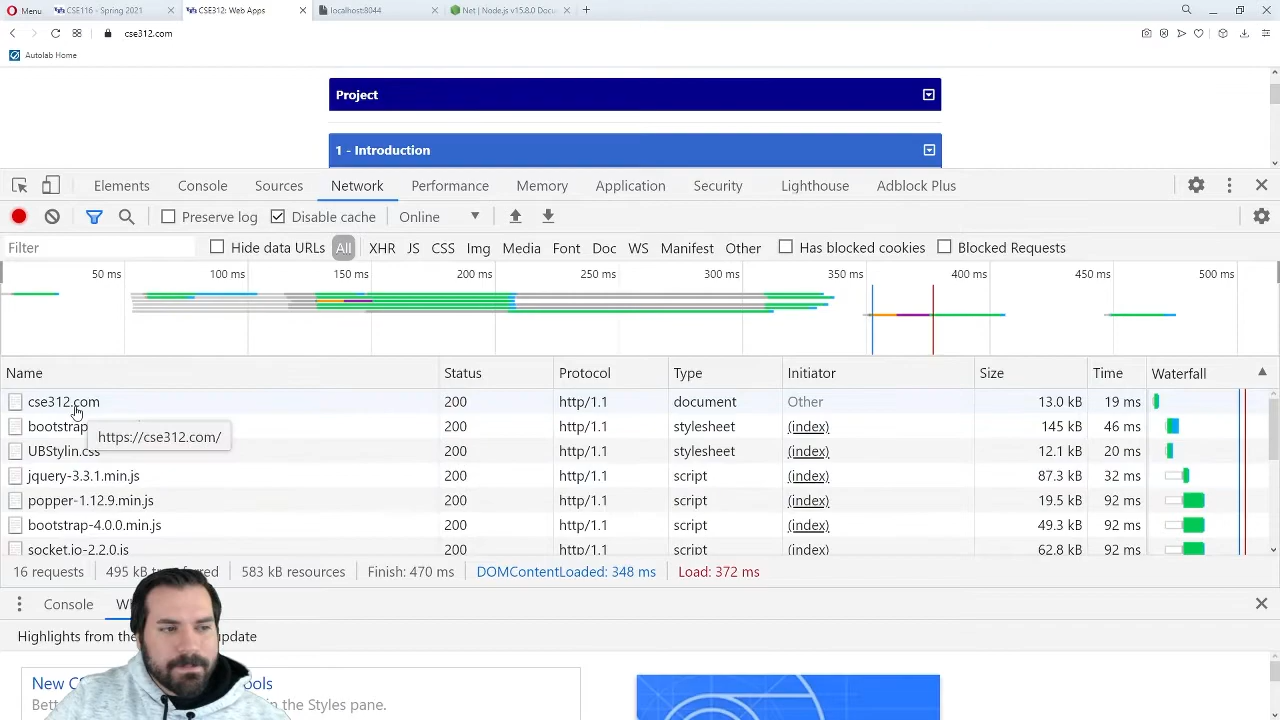 Menu CSE116 - Spring 2021 CSE312: Web Apps localhost:8044 Net | Node.js v15.8.0 Docu
cse312.com
Autolab Home
Project
1 - Introduction
Elements Console Sources Network Performance Memory Application Security Lighthouse Adblock Plus
Preserve log Disable cache Online
Filter Hide data URLs All XHR JS CSS Img Media Font Doc WS Manifest Other Has blocked cookies Blocked Requests
50 ms 100 ms 150 ms 200 ms 250 ms 300 ms 350 ms 400 ms 450 ms 500 ms
Name Status Protocol Type Initiator Size Time Waterfall
cse312.com 200 http/1.1 document Other 13.0 kB 19 ms
bootstrap 200 http/1.1 stylesheet (index) 145 kB 46 ms
https://cse312.com/
UBStylin.css 200 http/1.1 stylesheet (index) 12.1 kB 20 ms
jquery-3.3.1.min.js 200 http/1.1 script (index) 87.3 kB 32 ms
popper-1.12.9.min.js 200 http/1.1 script (index) 19.5 kB 92 ms
bootstrap-4.0.0.min.js 200 http/1.1 script (index) 49.3 kB 92 ms
socket.io-2.2.0.js 200 http/1.1 script (index) 62.8 kB 92 ms
16 requests 495 kB transferred 583 kB resources Finish: 470 ms DOMContentLoaded: 348 ms Load: 372 ms
Console
Highlights from the update
New CS ools
in the Styles pane.